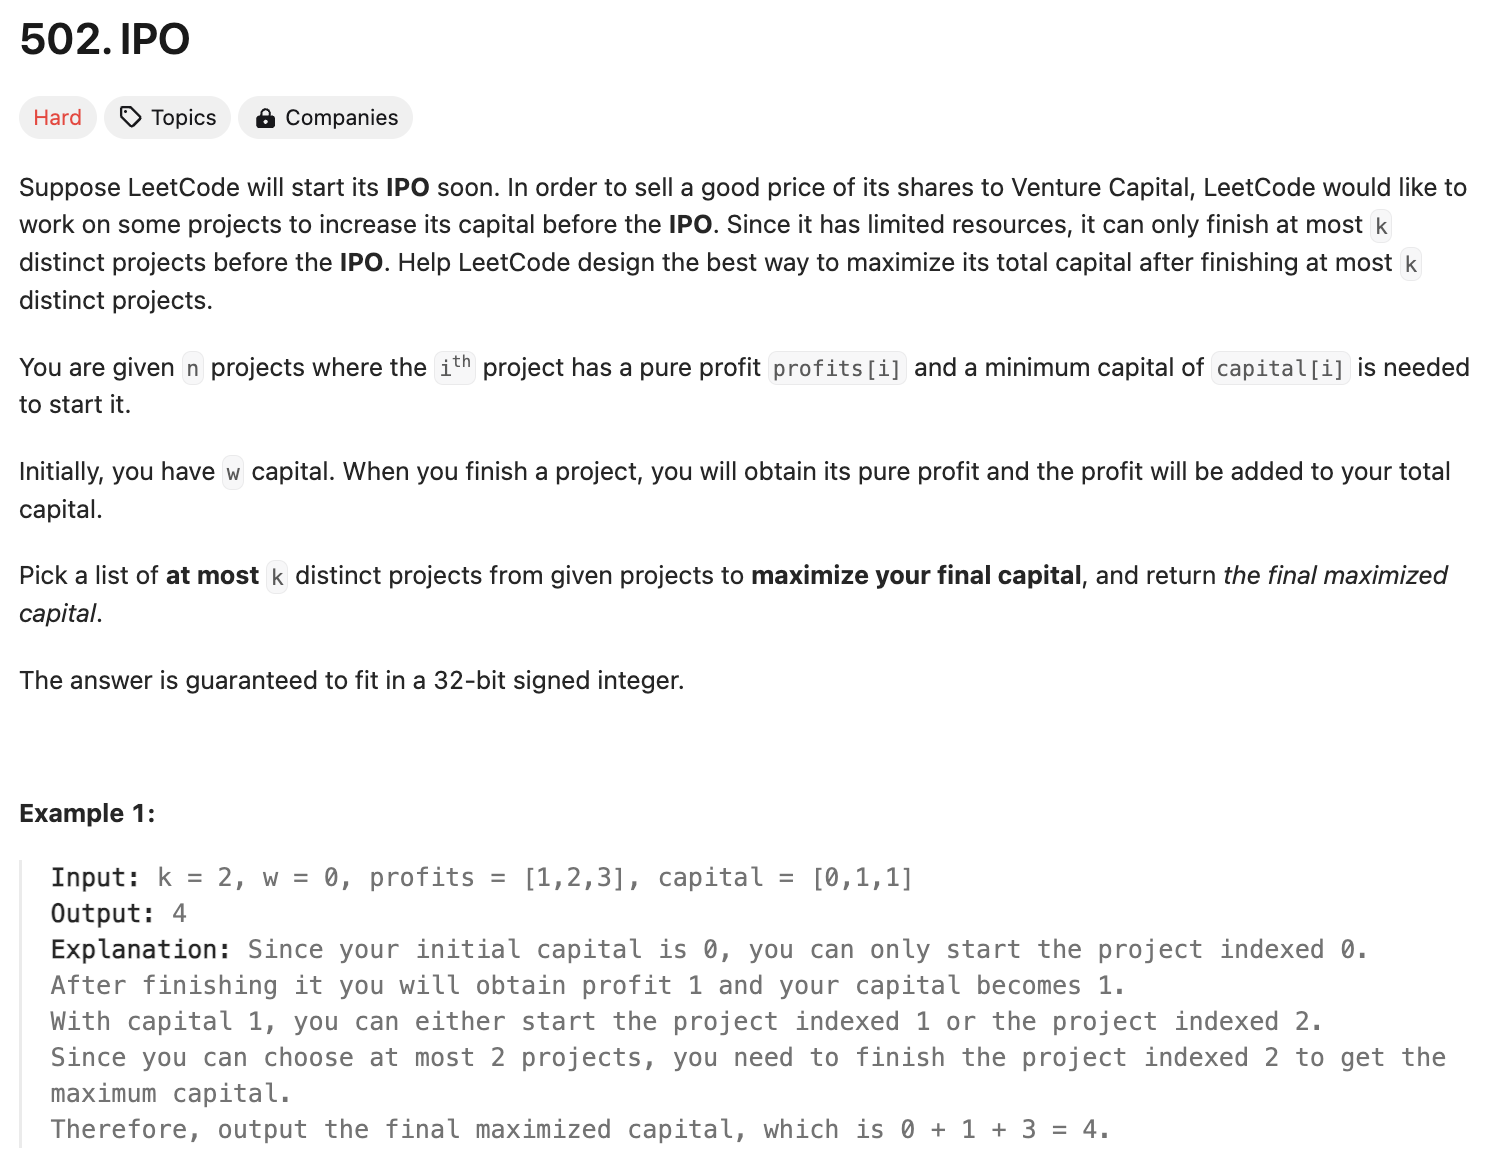 502. IPO
Hard Topics Companies
Suppose LeetCode will start its IPO soon. In order to sell a good price of its shares to Venture Capital, LeetCode would like to
work on some projects to increase its capital before the IPO. Since it has limited resources, it can only finish at most k
distinct projects before the IPO. Help LeetCode design the best way to maximize its total capital after finishing at most k
distinct projects.
You are given n projects where the ith project has a pure profit profits[i] and a minimum capital of capital[i] is needed
to start it.
Initially, you have w capital. When you finish a project, you will obtain its pure profit and the profit will be added to your total
capital.
Pick a list of at most k distinct projects from given projects to maximize your final capital, and return the final maximized
capital.
The answer is guaranteed to fit in a 32-bit signed integer.
Example 1:
Input: k = 2, w = 0, profits = [1,2,3], capital = [0,1,1]
Output: 4
Explanation: Since your initial capital is 0, you can only start the project indexed 0.
After finishing it you will obtain profit 1 and your capital becomes 1.
With capital 1, you can either start the project indexed 1 or the project indexed 2.
Since you can choose at most 2 projects, you need to finish the project indexed 2 to get the
maximum capital.
Therefore, output the final maximized capital, which is 0 + 1 + 3 = 4.